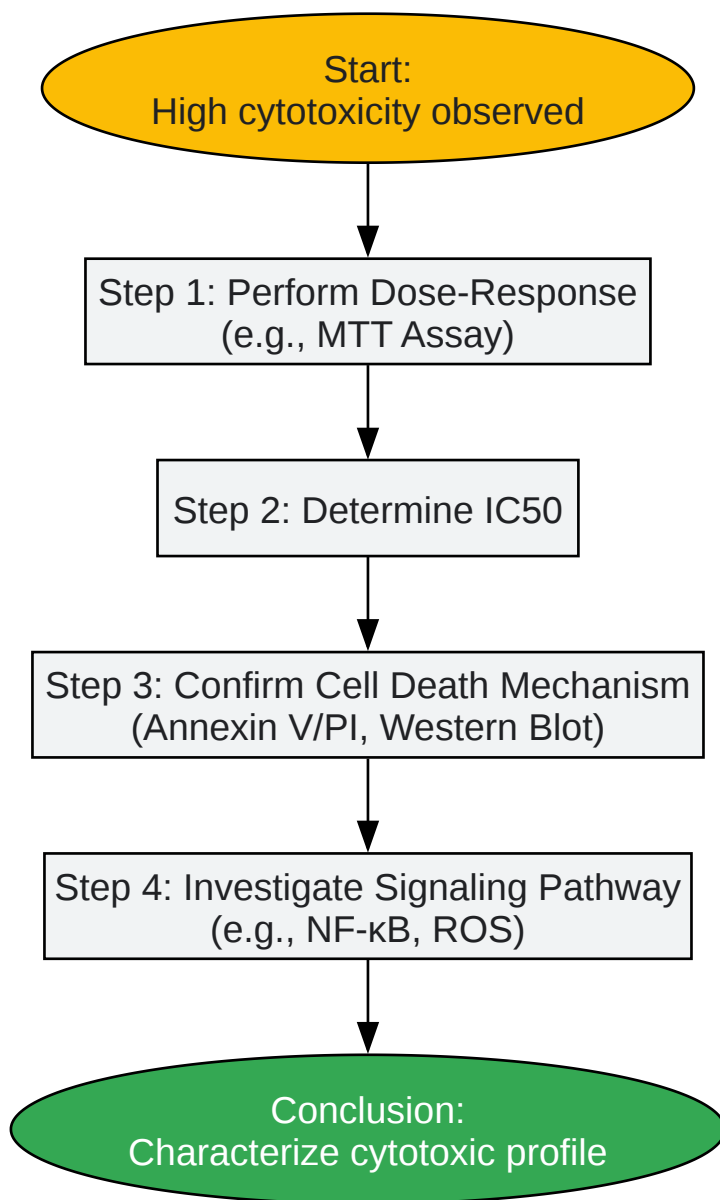 Start:
High cytotoxicity observed
Step 1: Perform Dose-Response
(e.g., MTT Assay)
Step 2: Determine IC50
Step 3: Confirm Cell Death Mechanism
(Annexin V/PI, Western Blot)
Step 4: Investigate Signaling Pathway
(e.g., NF-κB, ROS)
Conclusion:
Characterize cytotoxic profile